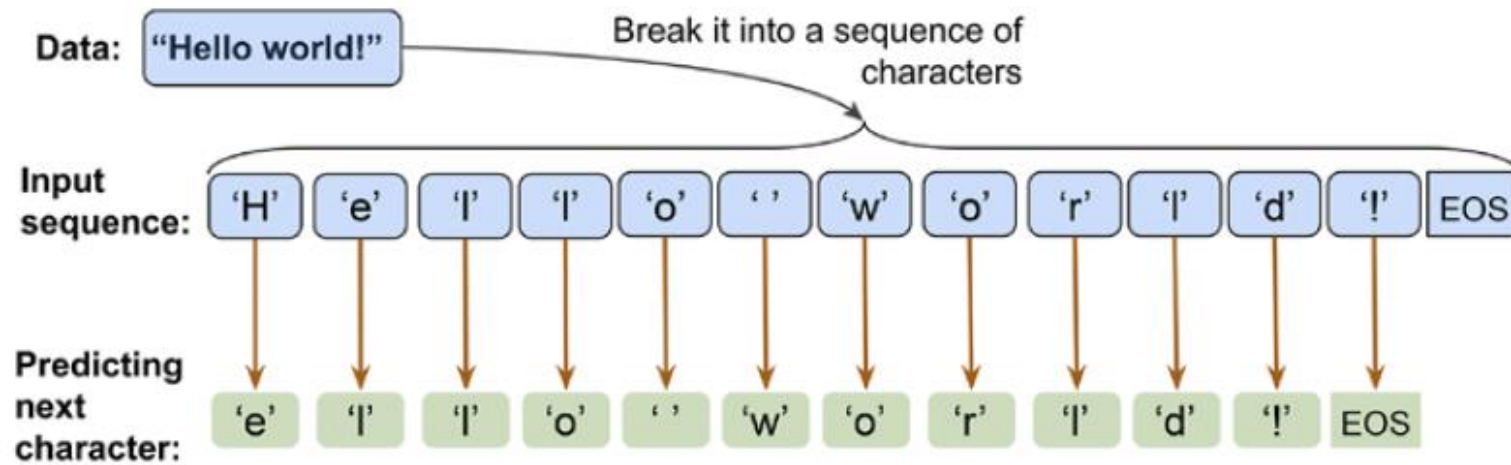 Data: “Hello world!”
Break it into a sequence of
characters
Input
sequence:
‘H’ ‘e’ ‘l’ ‘l’ ‘o’ ‘ ’ ‘w’ ‘o’ ‘r’ ‘l’ ‘d’ ‘!’ EOS
Predicting
next
character:
‘e’ ‘l’ ‘l’ ‘o’ ‘ ’ ‘w’ ‘o’ ‘r’ ‘l’ ‘d’ ‘!’ EOS